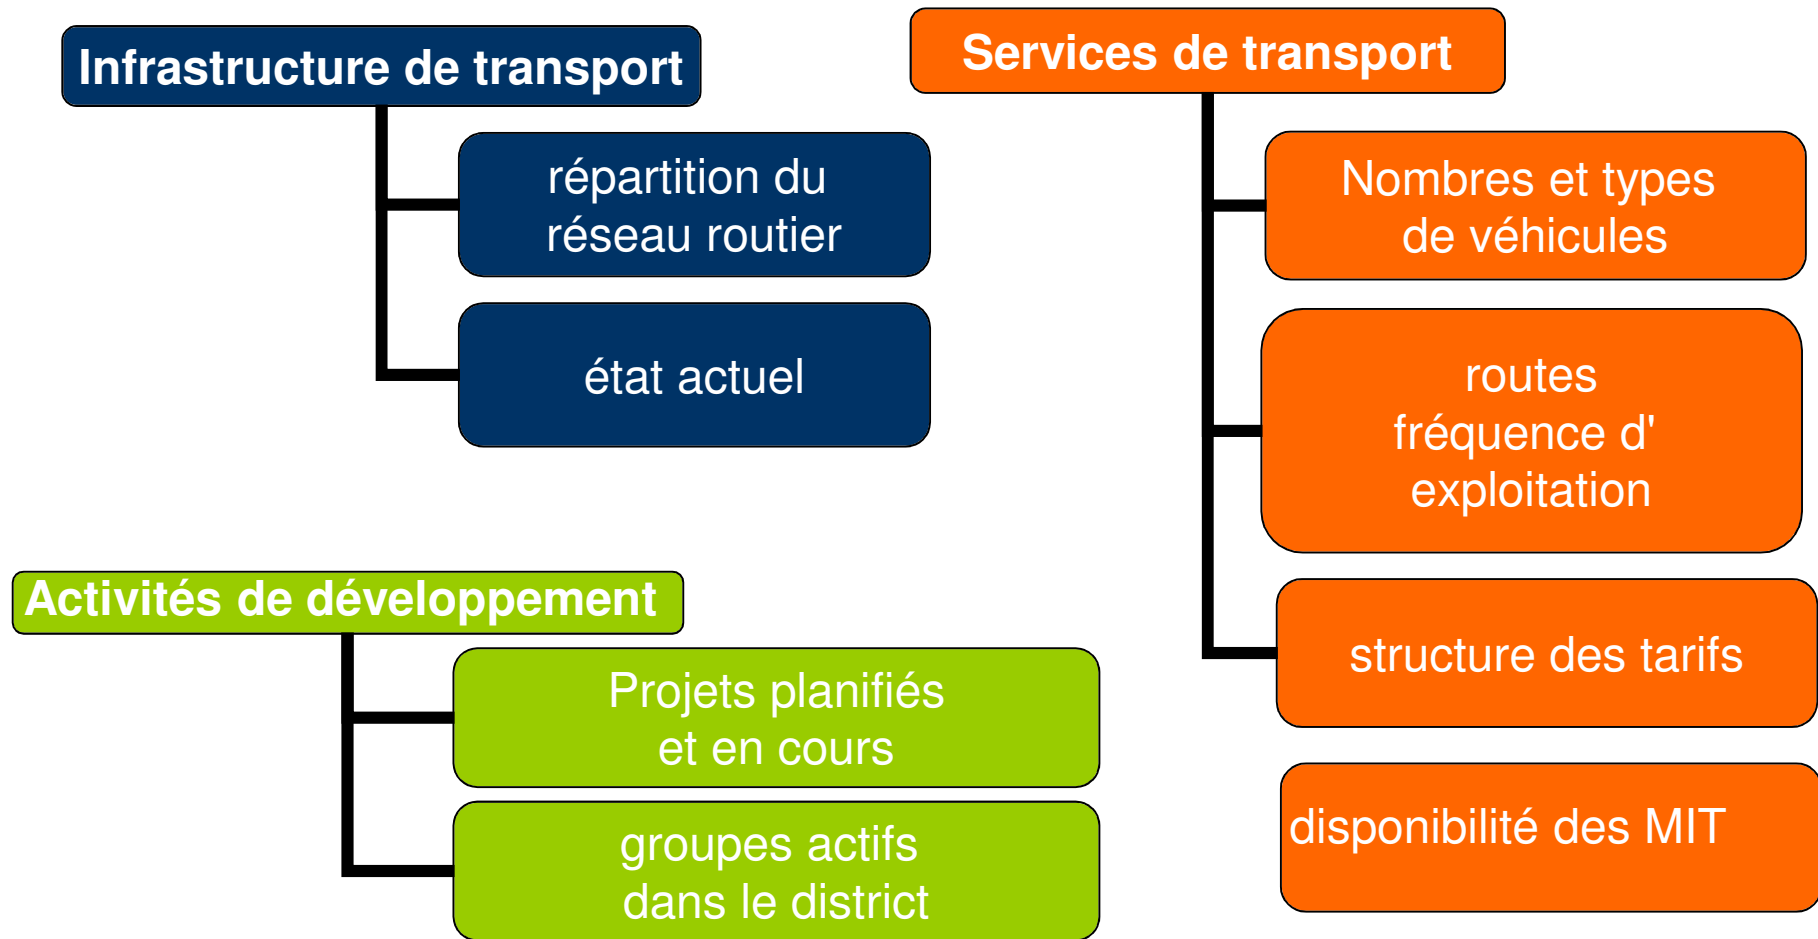 Infrastructure de transport
répartition du
réseau routier
état actuel
Services de transport
Nombres et types
de véhicules
routes
fréquence d'
exploitation
structure des tarifs
disponibilité des MIT
Activités de développement
Projets planifiés
et en cours
groupes actifs
dans le district